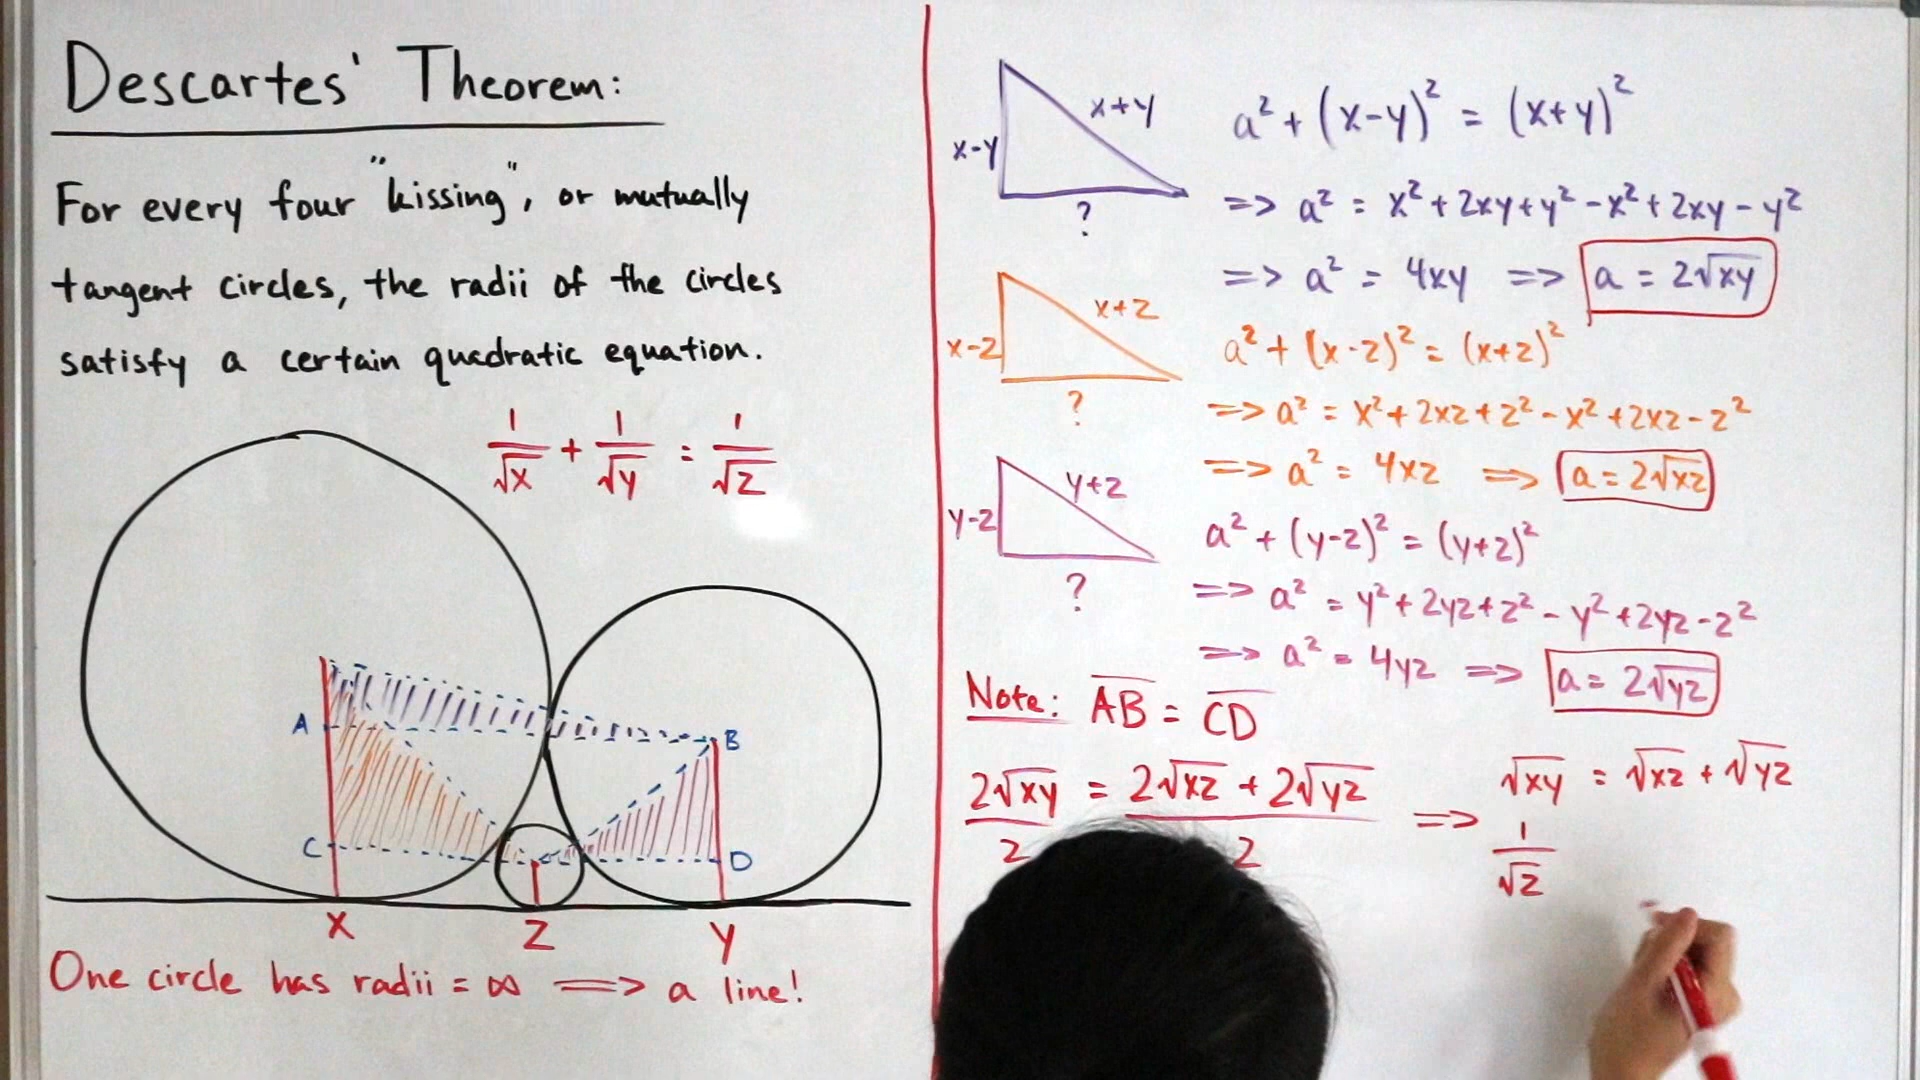 Descartes' Theorem:
For every four "kissing", or mutually
tangent circles, the radii of the circles
satisfy a certain quadratic equation.
1/√x + 1/√y = 1/√z
A
B
C
D
X
Z
Y
One circle has radii = ∞ => a line!
x-y
x+y
?
a² + (x-y)² = (x+y)²
=> a² = x² + 2xy + y² - x² + 2xy - y²
=> a² = 4xy => a = 2√xy
x-z
x+z
?
a² + (x-z)² = (x+z)²
=> a² = x² + 2xz + z² - x² + 2xz - z²
=> a² = 4xz => a = 2√xz
y-z
y+z
?
a² + (y-z)² = (y+z)²
=> a² = y² + 2yz + z² - y² + 2yz - z²
=> a² = 4yz => a = 2√yz
Note: AB = CD
2√xy / 2 = 2√xz + 2√yz / 2 => √xy = √xz + √yz
1/√z